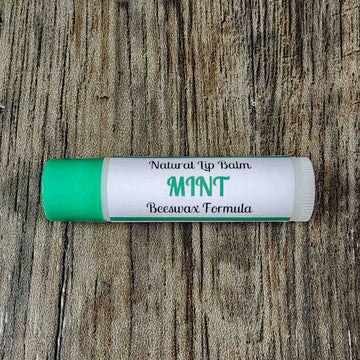 Natural Lip Balm
MINT
Beeswax Formula